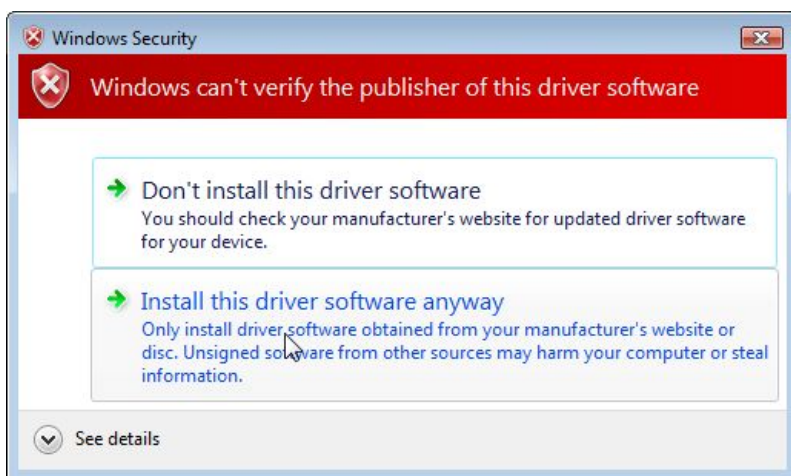 Windows Security
Windows can't verify the publisher of this driver software
Don't install this driver software
You should check your manufacturer's website for updated driver software
for your device.
Install this driver software anyway
Only install driver software obtained from your manufacturer's website or
disc. Unsigned software from other sources may harm your computer or steal
information.
See details